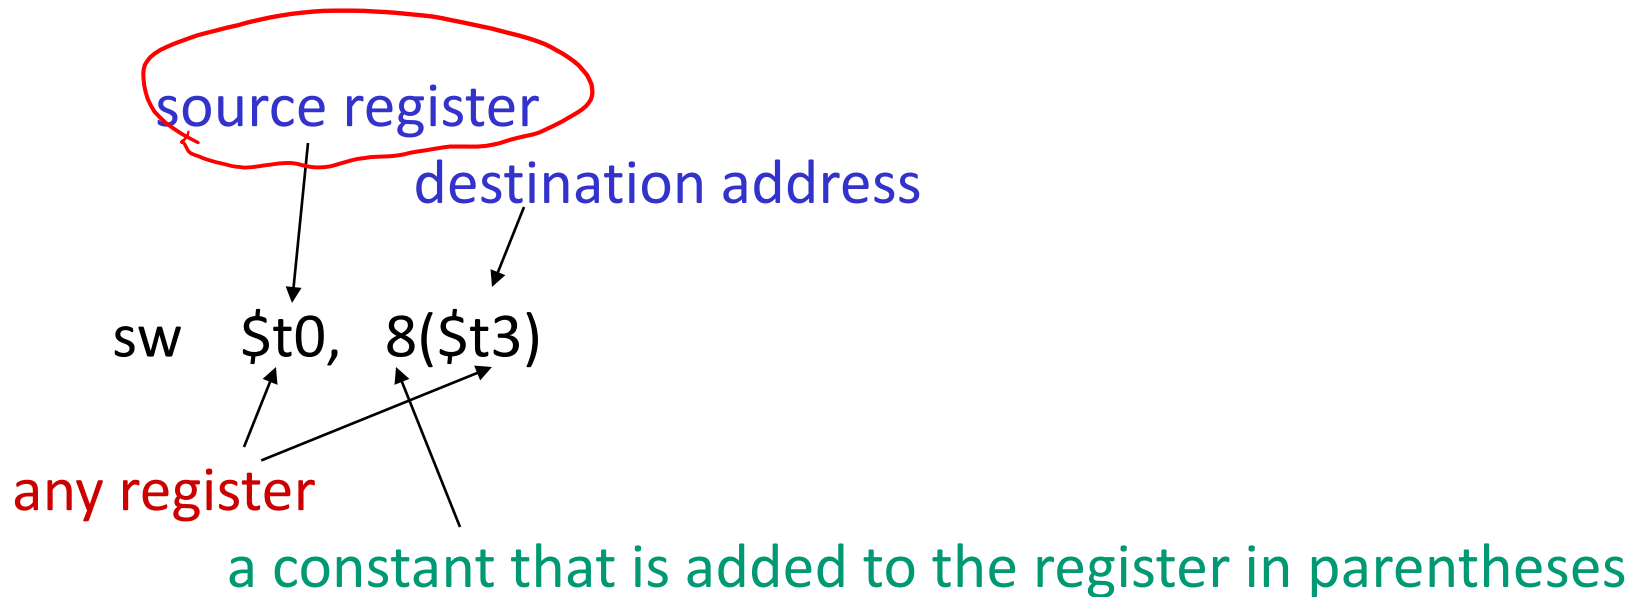 source register
destination address
sw $t0, 8($t3)
any register
a constant that is added to the register in parentheses